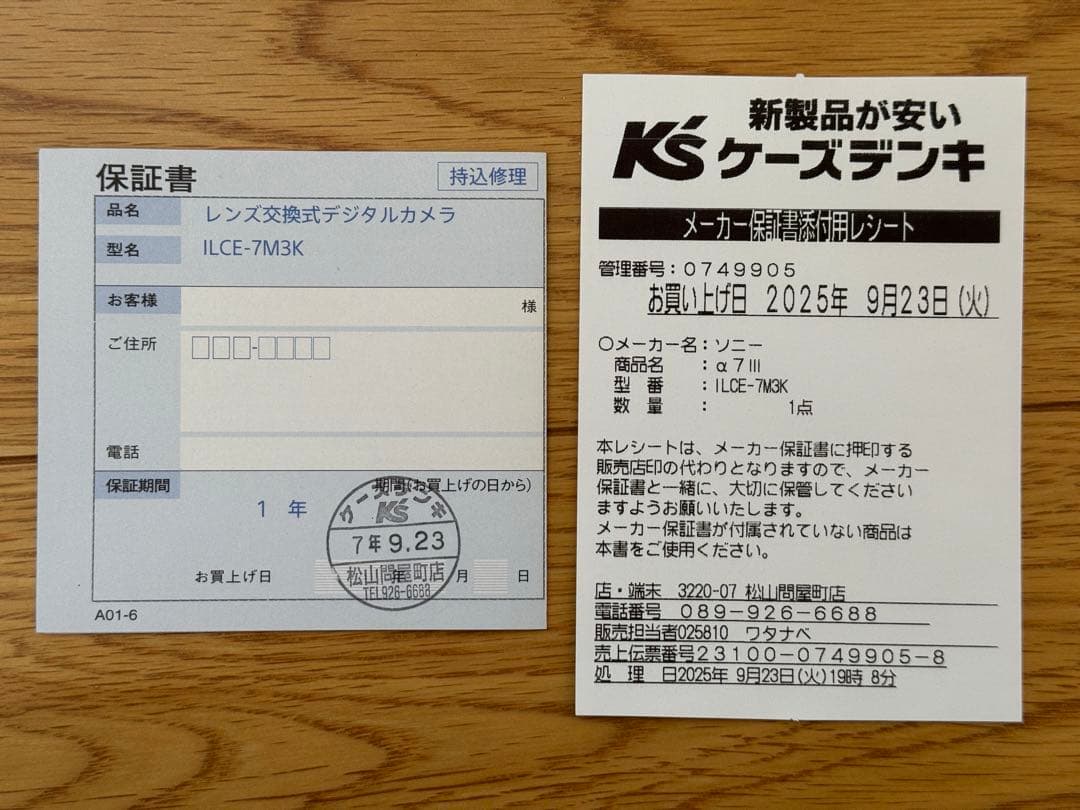 保証書
持込修理
品名 レンズ交換式デジタルカメラ
型名 ILCE-7M3K
お客様 様
ご住所
電話
保証期間 期間(お買上げの日から)
1 年
ケーズデンキ
K's
7年 9.23
松山問屋町店
TEL926-6688
お買上げ日 年 月 日
A01-6
新製品が安い
K's ケーズデンキ
メーカー保証書添付用レシート
管理番号:0749905
お買い上げ日 2025年 9月23日(火)
○メーカー名:ソニー
商品名 :α7Ⅲ
型 番 :ILCE-7M3K
数 量 : 1点
本レシートは、メーカー保証書に押印する
販売店印の代わりとなりますので、メーカー
保証書と一緒に、大切に保管してください
ますようお願いいたします。
メーカー保証書が付属されていない商品は
本書をご使用ください。
店・端末 3220-07 松山問屋町店
電話番号 089-926-6688
販売担当者025810 ワタナベ
売上伝票番号23100-0749905-8
処 理 日2025年 9月23日(火)19時 8分